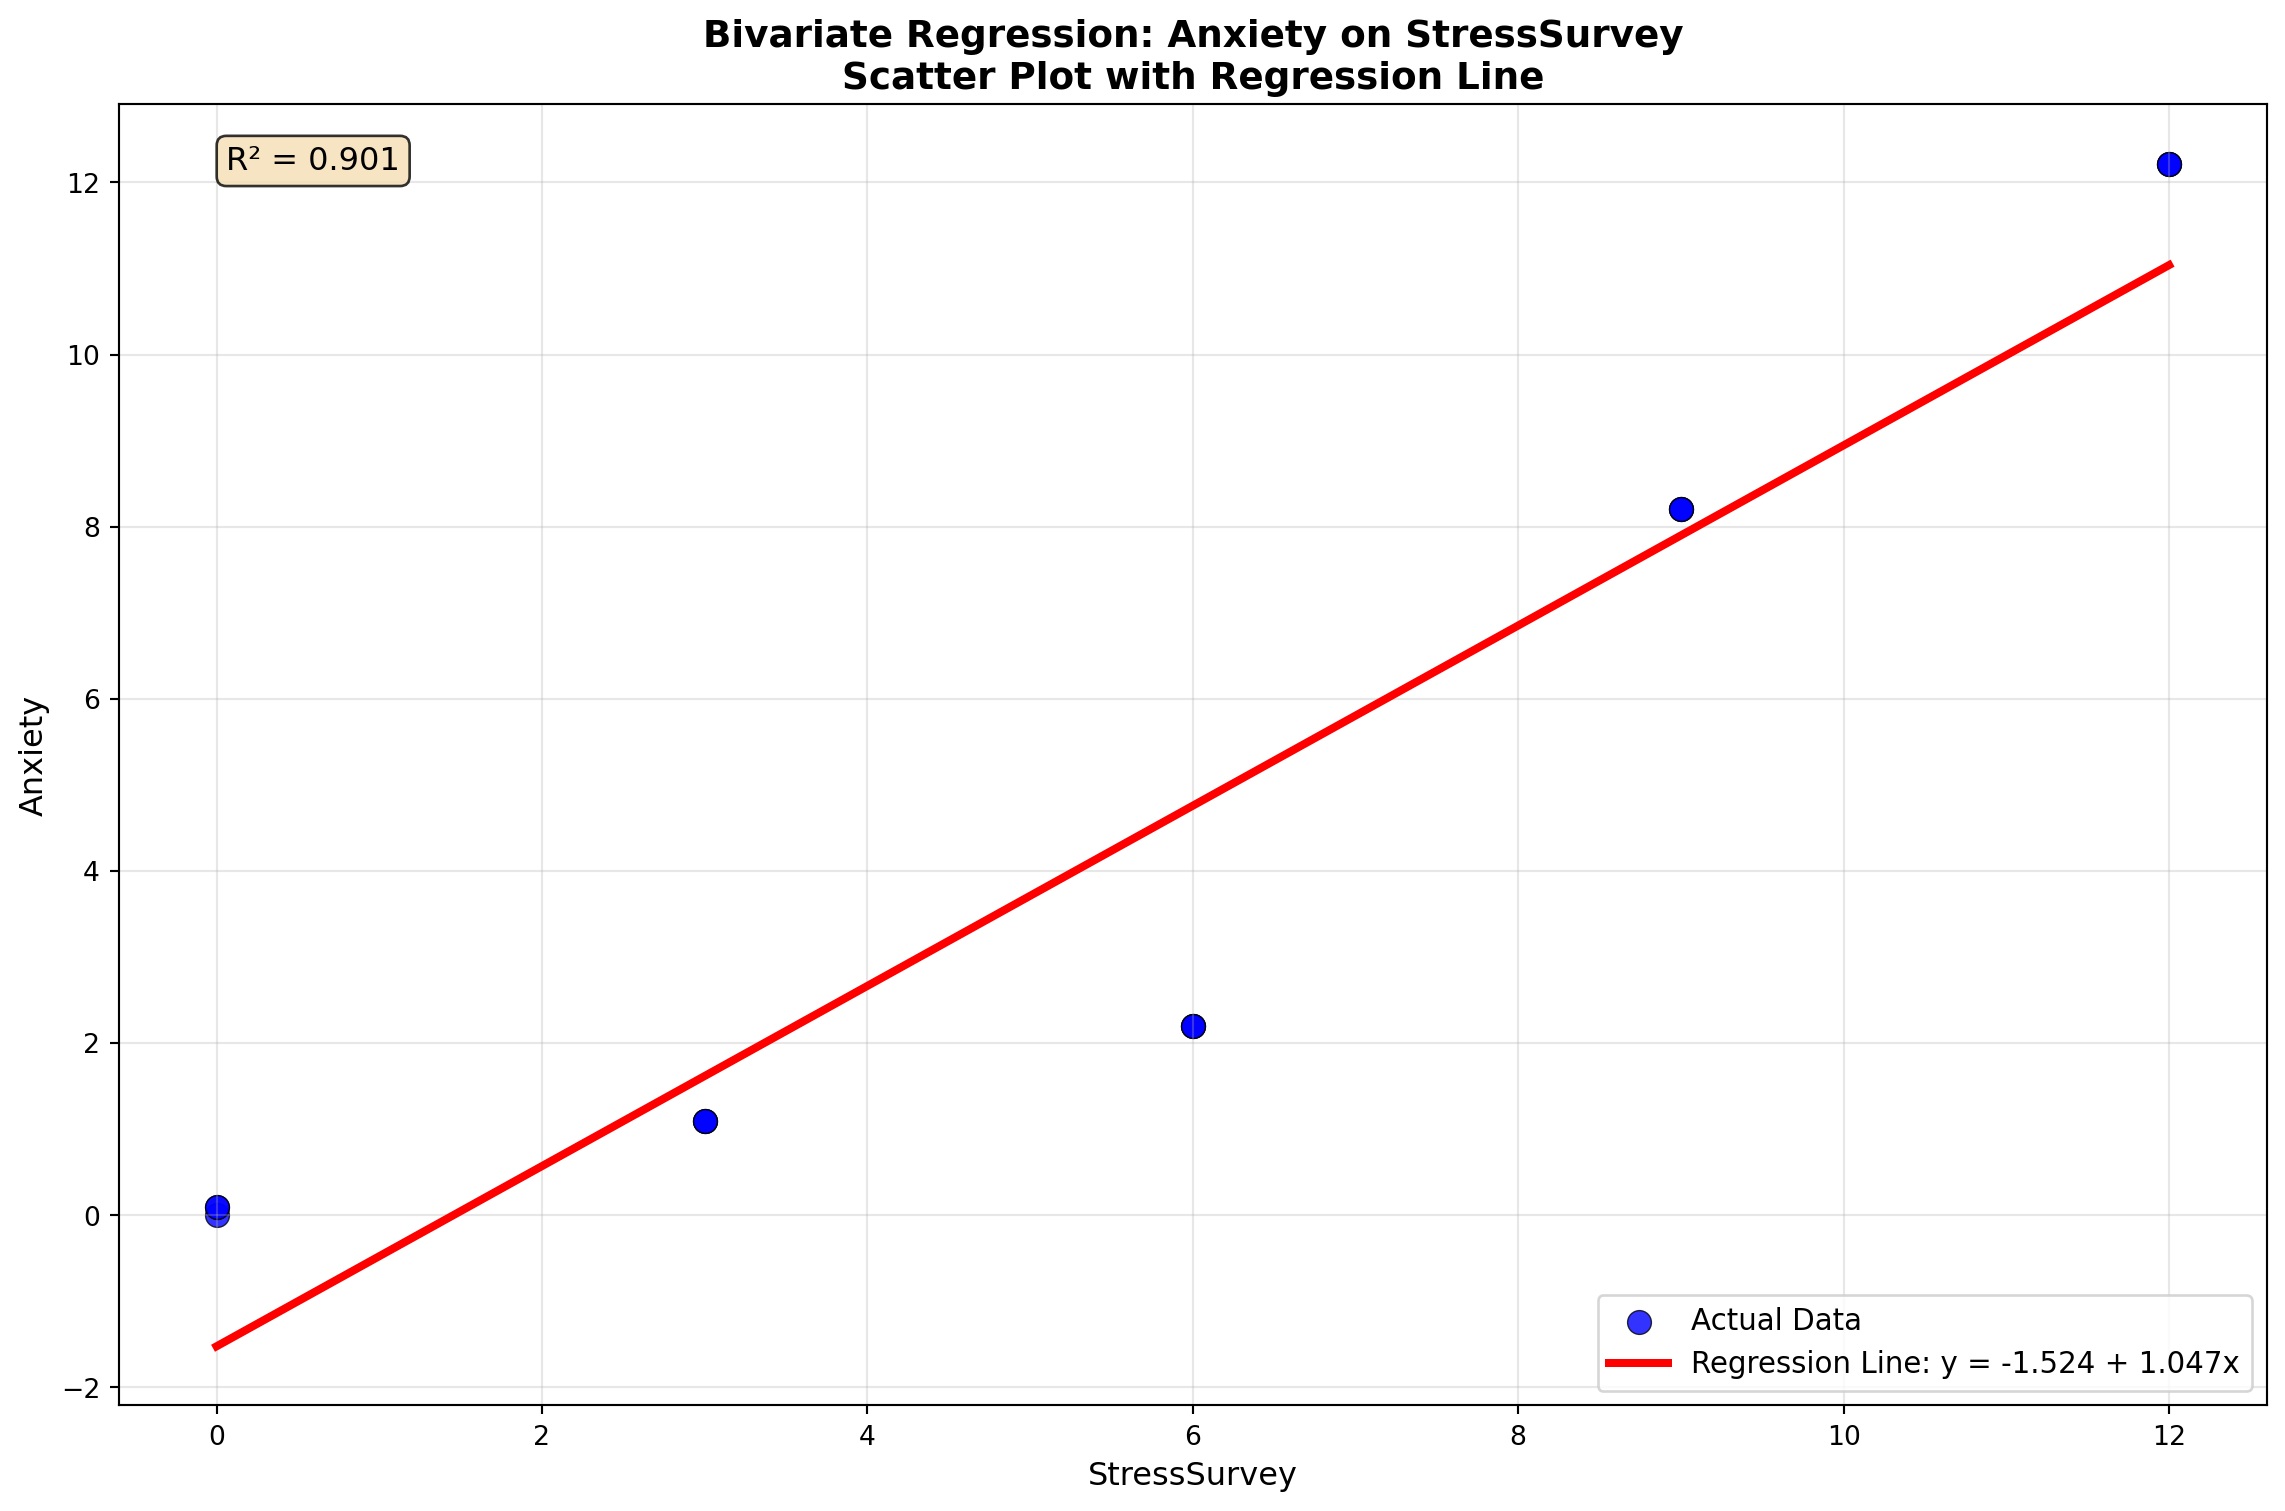 Bivariate Regression: Anxiety on StressSurvey
Scatter Plot with Regression Line
R² = 0.901
12
10
8
6
4
2
0
−2
Anxiety
Actual Data
Regression Line: y = -1.524 + 1.047x
0 2 4 6 8 10 12
StressSurvey